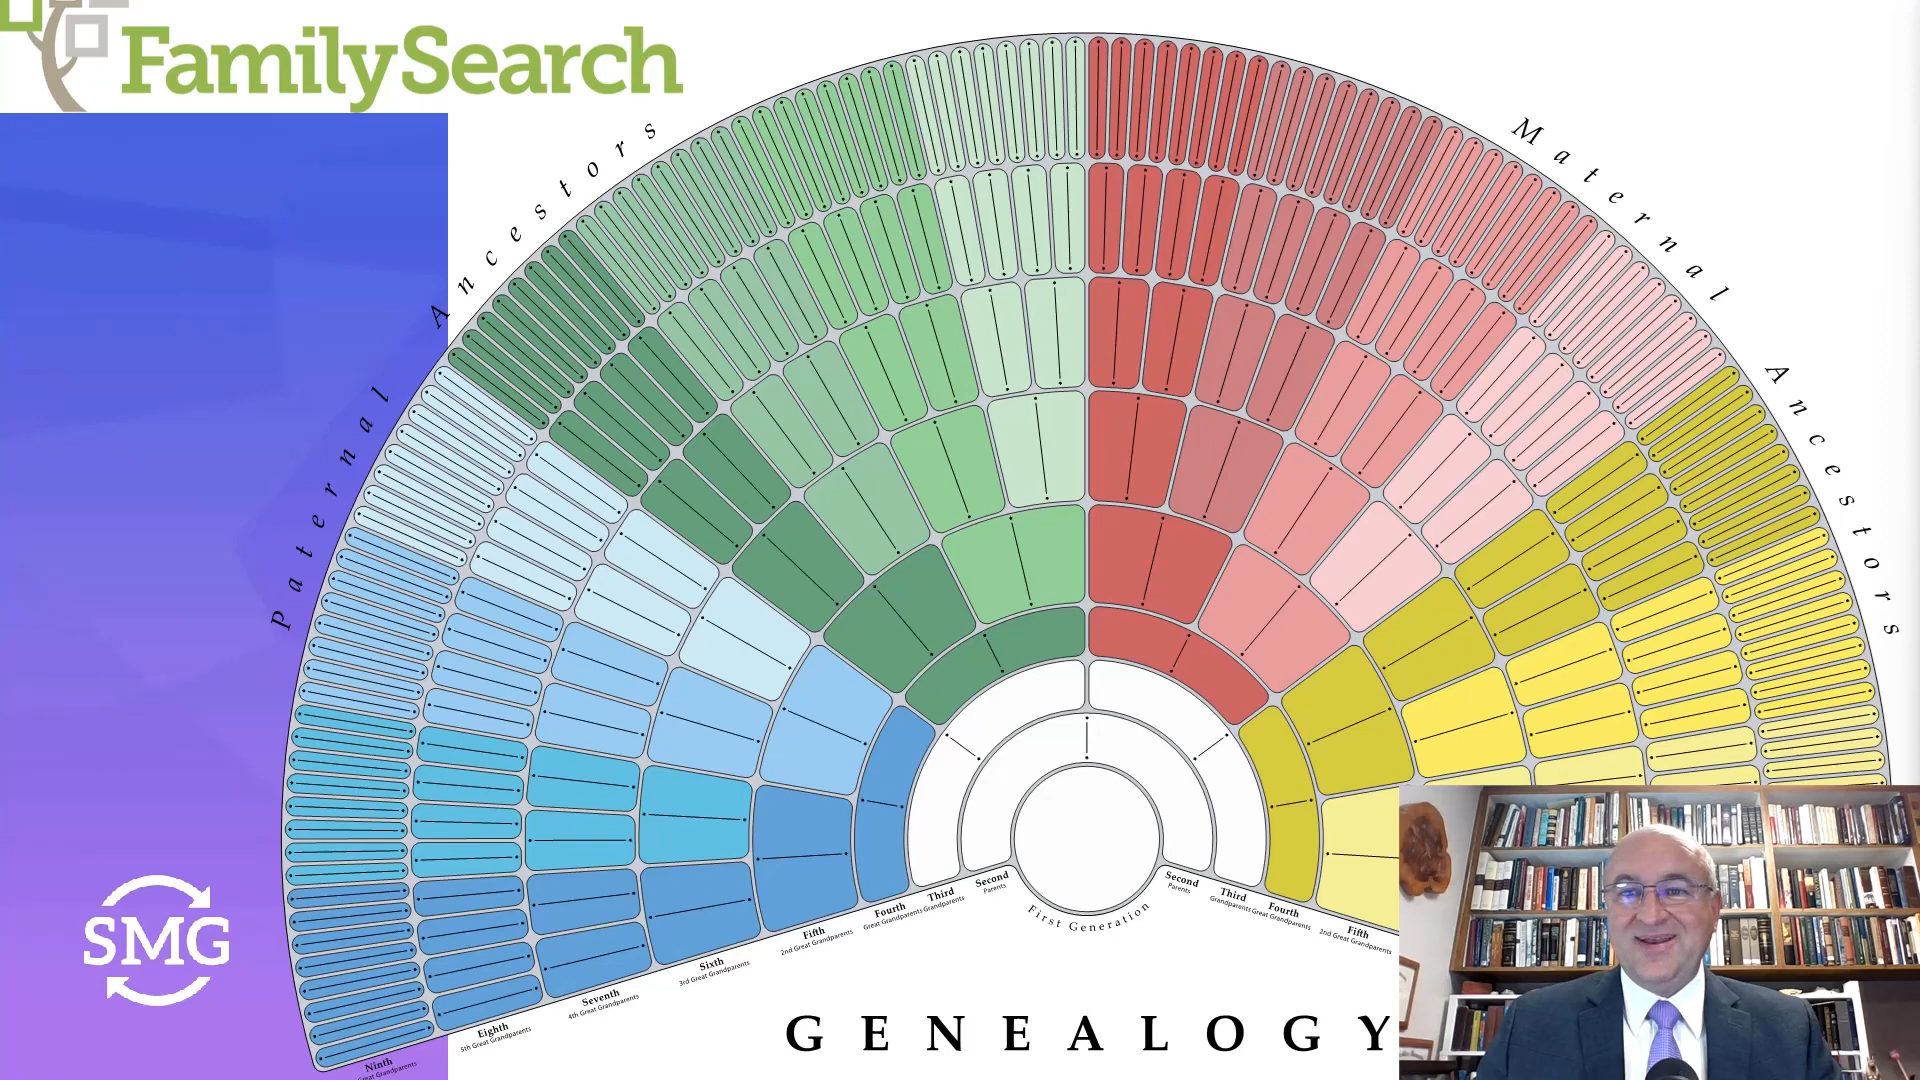 FamilySearch
Paternal Ancestors
Maternal Ancestors
SMG
First Generation
Second
Parents
Third
Grandparents
Fourth
Great Grandparents
Fifth
2nd Great Grandparents
Sixth
3rd Great Grandparents
Seventh
4th Great Grandparents
Eighth
5th Great Grandparents
Ninth
Great Grandparents
Second
Parents
Third
Grandparents
Fourth
Great Grandparents
Fifth
2nd Great Grandparents
GENEALOGY